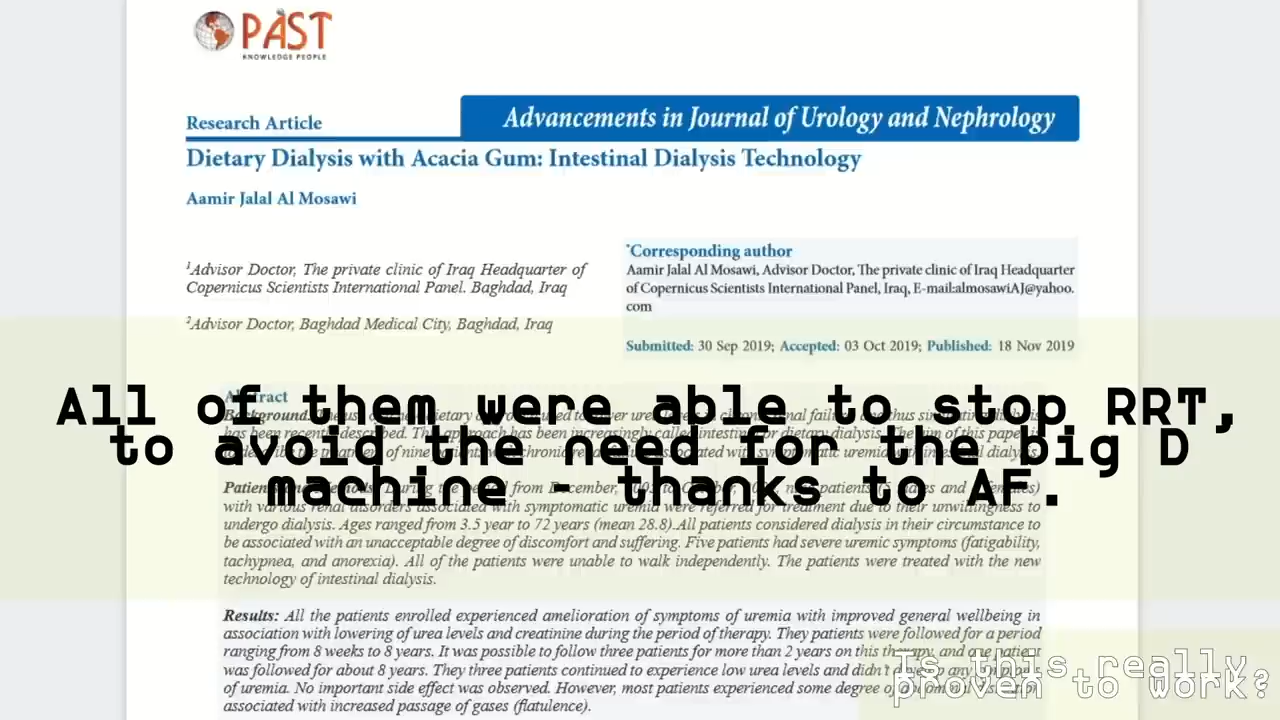 PAST
KNOWLEDGE PEOPLE
Research Article
Advancements in Journal of Urology and Nephrology
Dietary Dialysis with Acacia Gum: Intestinal Dialysis Technology
Aamir Jalal Al Mosawi
¹Advisor Doctor, The private clinic of Iraq Headquarter of
Copernicus Scientists International Panel. Baghdad, Iraq
²Advisor Doctor, Baghdad Medical City, Baghdad, Iraq
*Corresponding author
Aamir Jalal Al Mosawi, Advisor Doctor, The private clinic of Iraq Headquarter
of Copernicus Scientists International Panel, Iraq, E-mail:almosawiAJ@yahoo.
com
Submitted: 30 Sep 2019; Accepted: 03 Oct 2019; Published: 18 Nov 2019
Abstract
All of them were able to stop RRT,
to avoid the need for the big D
machine - thanks to AF.
with various renal disorders associated with symptomatic uremia were referred for treatment due to their unwillingness to
undergo dialysis. Ages ranged from 3.5 year to 72 years (mean 28.8).All patients considered dialysis in their circumstance to
be associated with an unacceptable degree of discomfort and suffering. Five patients had severe uremic symptoms (fatigability,
tachypnea, and anorexia). All of the patients were unable to walk independently. The patients were treated with the new
technology of intestinal dialysis.
Results: All the patients enrolled experienced amelioration of symptoms of uremia with improved general wellbeing in
association with lowering of urea levels and creatinine during the period of therapy. They patients were followed for a period
ranging from 8 weeks to 8 years. It was possible to follow three patients for more than 2 years on this therapy, and one patient
was followed for about 8 years. They three patients continued to experience low urea levels and didn't
of uremia. No important side effect was observed. However, most patients experienced some degree
associated with increased passage of gases (flatulence).
Is this really
proven to work?